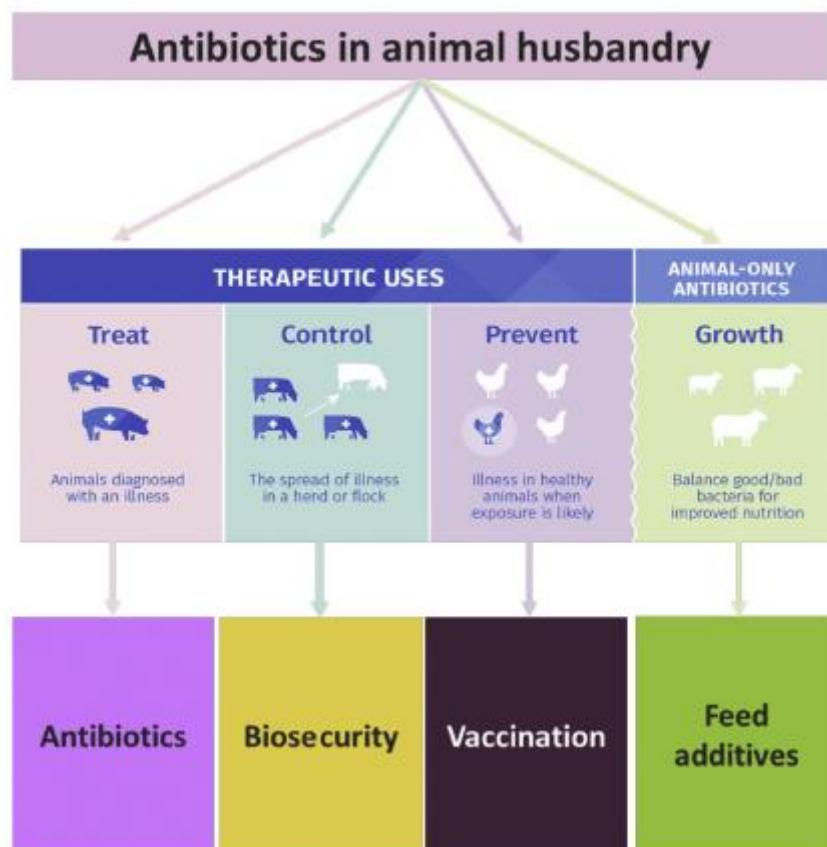 Antibiotics in animal husbandry
THERAPEUTIC USES
ANIMAL-ONLY
ANTIBIOTICS
Treat
Animals diagnosed
with an illness
Control
The spread of illness
in a hend or flock
Prevent
Illness in healthy
animals when
exposure is likely
Growth
Balance good/bad
bacteria for
improved nutrition
Antibiotics
Biosecurity
Vaccination
Feed
additives